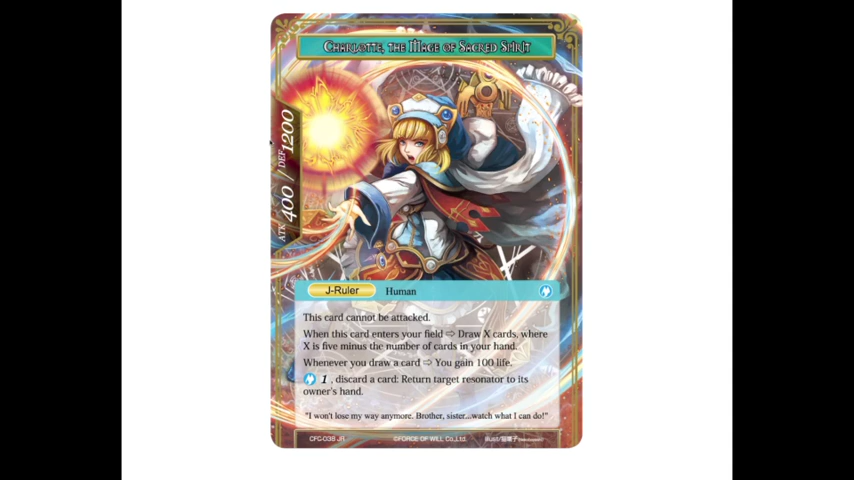 Charlotte, the Mage of Sacred Spirit
ATK 400 / DEF 1200
J-Ruler Human
This card cannot be attacked.
When this card enters your field ⇨ Draw X cards, where
X is five minus the number of cards in your hand.
Whenever you draw a card ⇨ You gain 100 life.
1, discard a card: Return target resonator to its
owner's hand.
"I won't lose my way anymore. Brother, sister...watch what I can do!"
CFC-038 JR ©FORCE OF WILL Co.,Ltd. Illust/